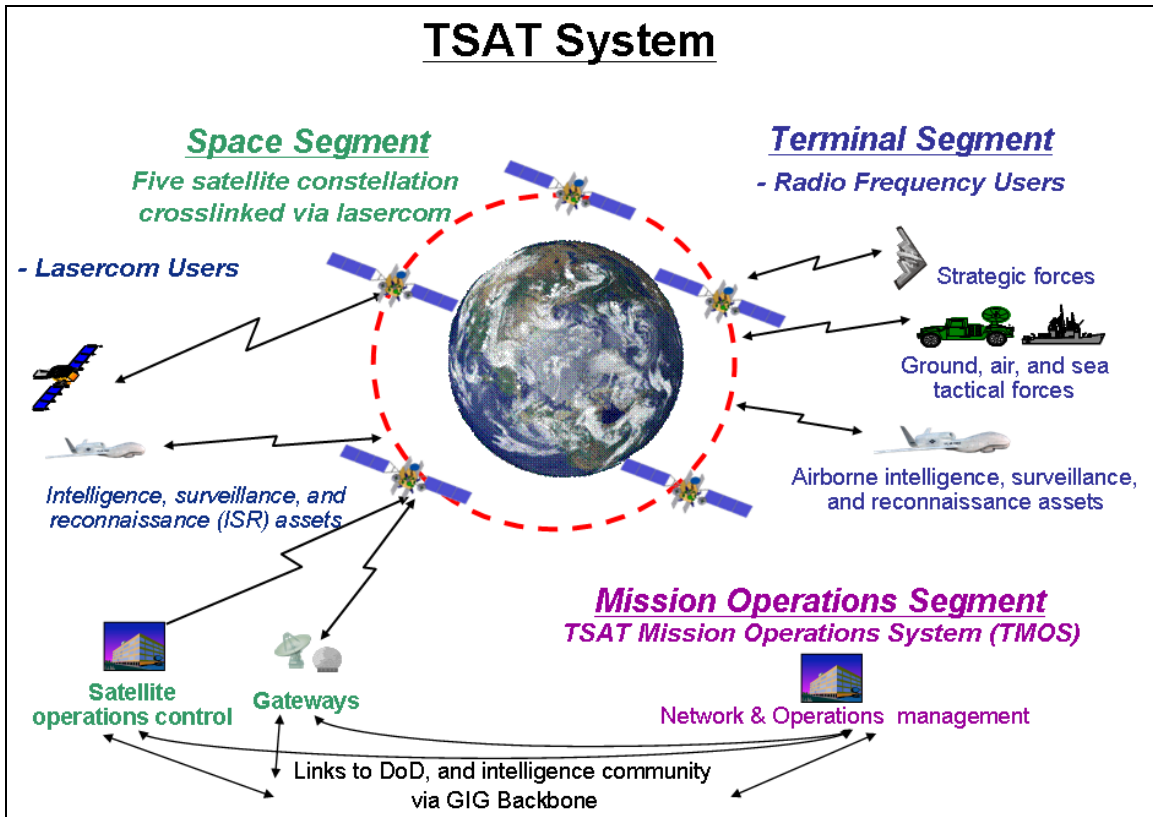 TSAT System
Space Segment
Five satellite constellation
crosslinked via lasercom
Terminal Segment
- Radio Frequency Users
- Lasercom Users
Strategic forces
Ground, air, and sea
tactical forces
Airborne intelligence, surveillance,
and reconnaissance assets
Intelligence, surveillance, and
reconnaissance (ISR) assets
Mission Operations Segment
TSAT Mission Operations System (TMOS)
Satellite
operations control
Gateways
Network & Operations management
Links to DoD, and intelligence community
via GIG Backbone